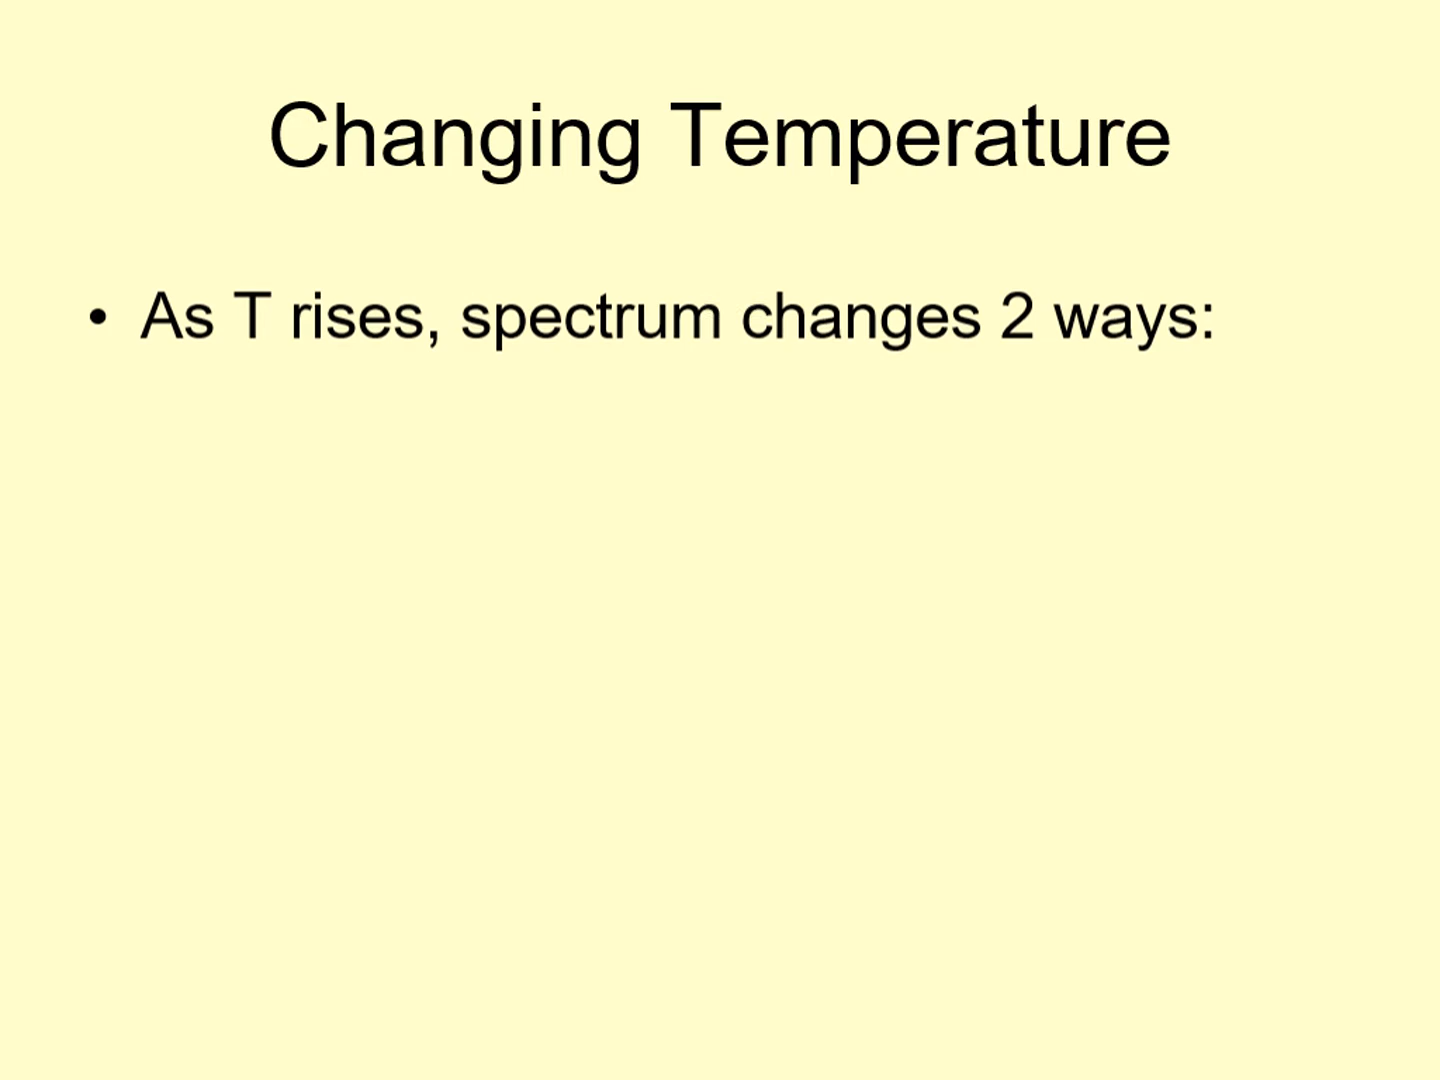 Changing Temperature
• As T rises, spectrum changes 2 ways: